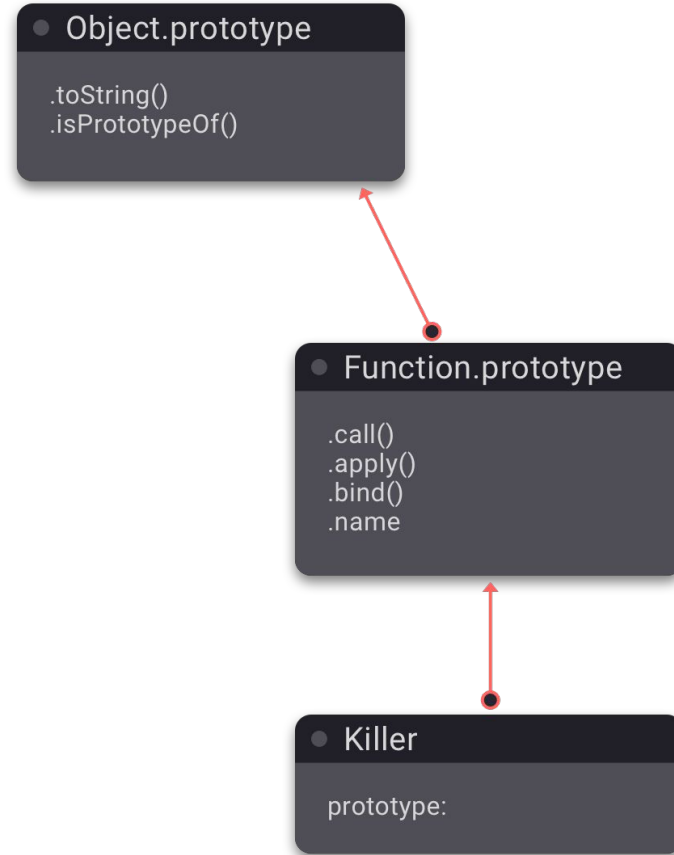 Object.prototype
.toString()
.isPrototypeOf()
Function.prototype
.call()
.apply()
.bind()
.name
Killer
prototype: